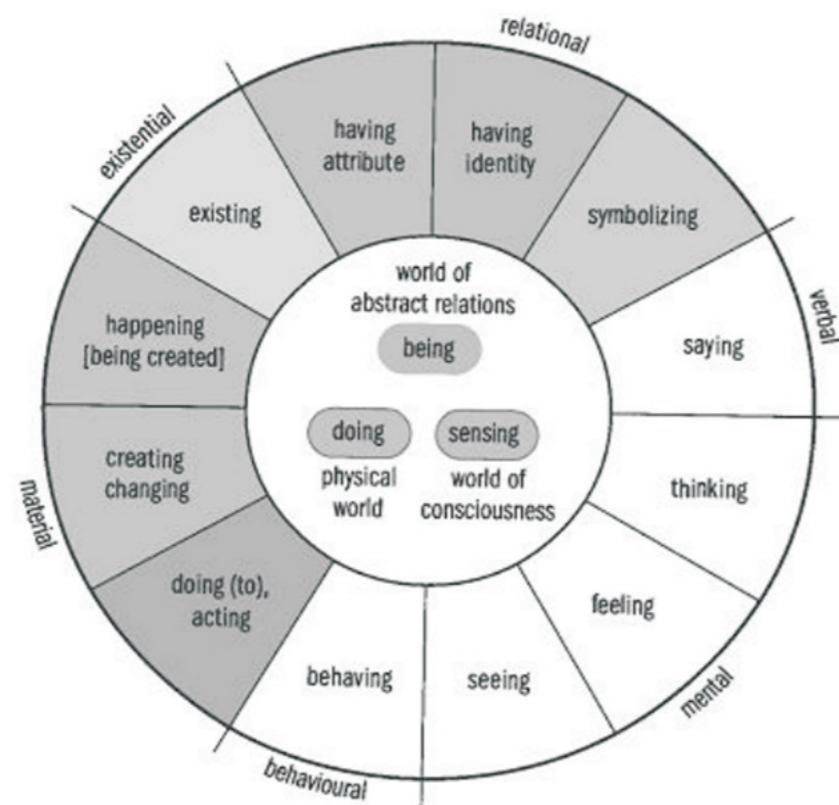 relational
existential
verbal
material
mental
behavioural
having
attribute
having
identity
symbolizing
saying
thinking
feeling
seeing
behaving
doing (to),
acting
creating
changing
happening
[being created]
existing
world of
abstract relations
being
doing
sensing
physical
world
world of
consciousness